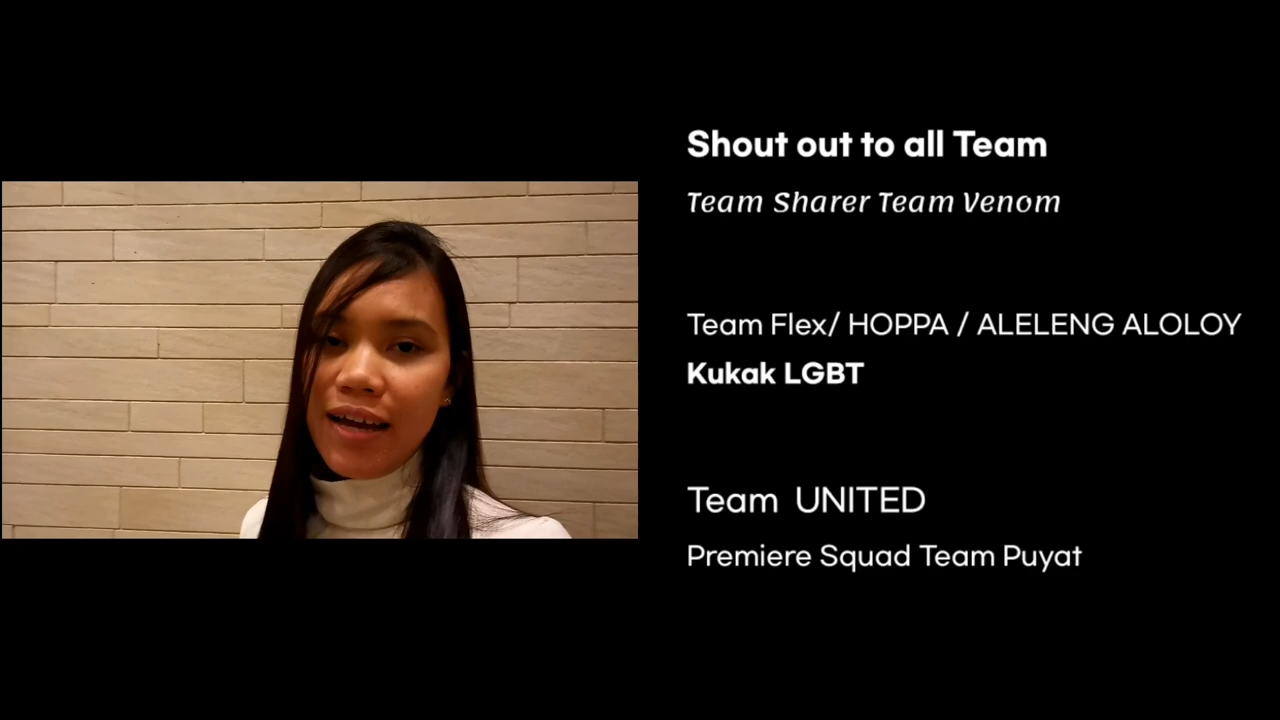 Shout out to all Team
Team Sharer Team Venom
Team Flex/ HOPPA / ALELENG ALOLOY
Kukak LGBT
Team UNITED
Premiere Squad Team Puyat